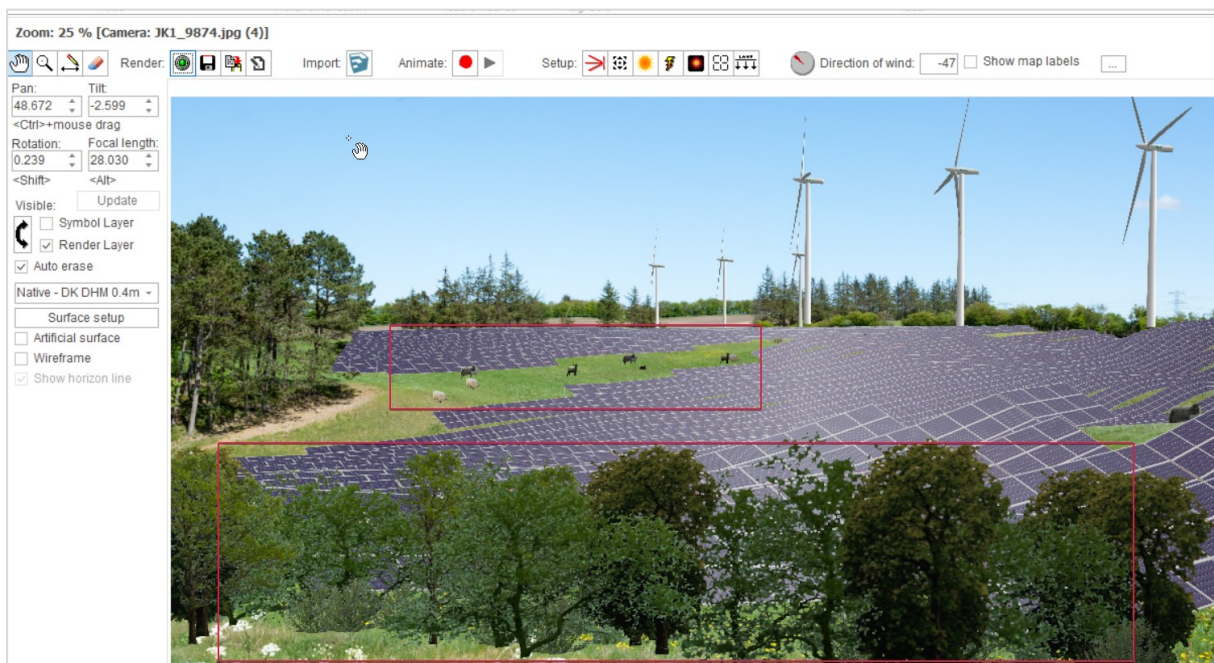 Zoom: 25 % [Camera: JK1_9874.jpg (4)]
Render: Import: Animate: Setup: Direction of wind: -47 Show map labels ...
Pan: Tilt:
48.672 -2.599
<Ctrl>+mouse drag
Rotation: Focal length:
0.239 28.030
<Shift> <Alt>
Visible: Update
Symbol Layer
Render Layer
Auto erase
Native - DK DHM 0.4m
Surface setup
Artificial surface
Wireframe
Show horizon line